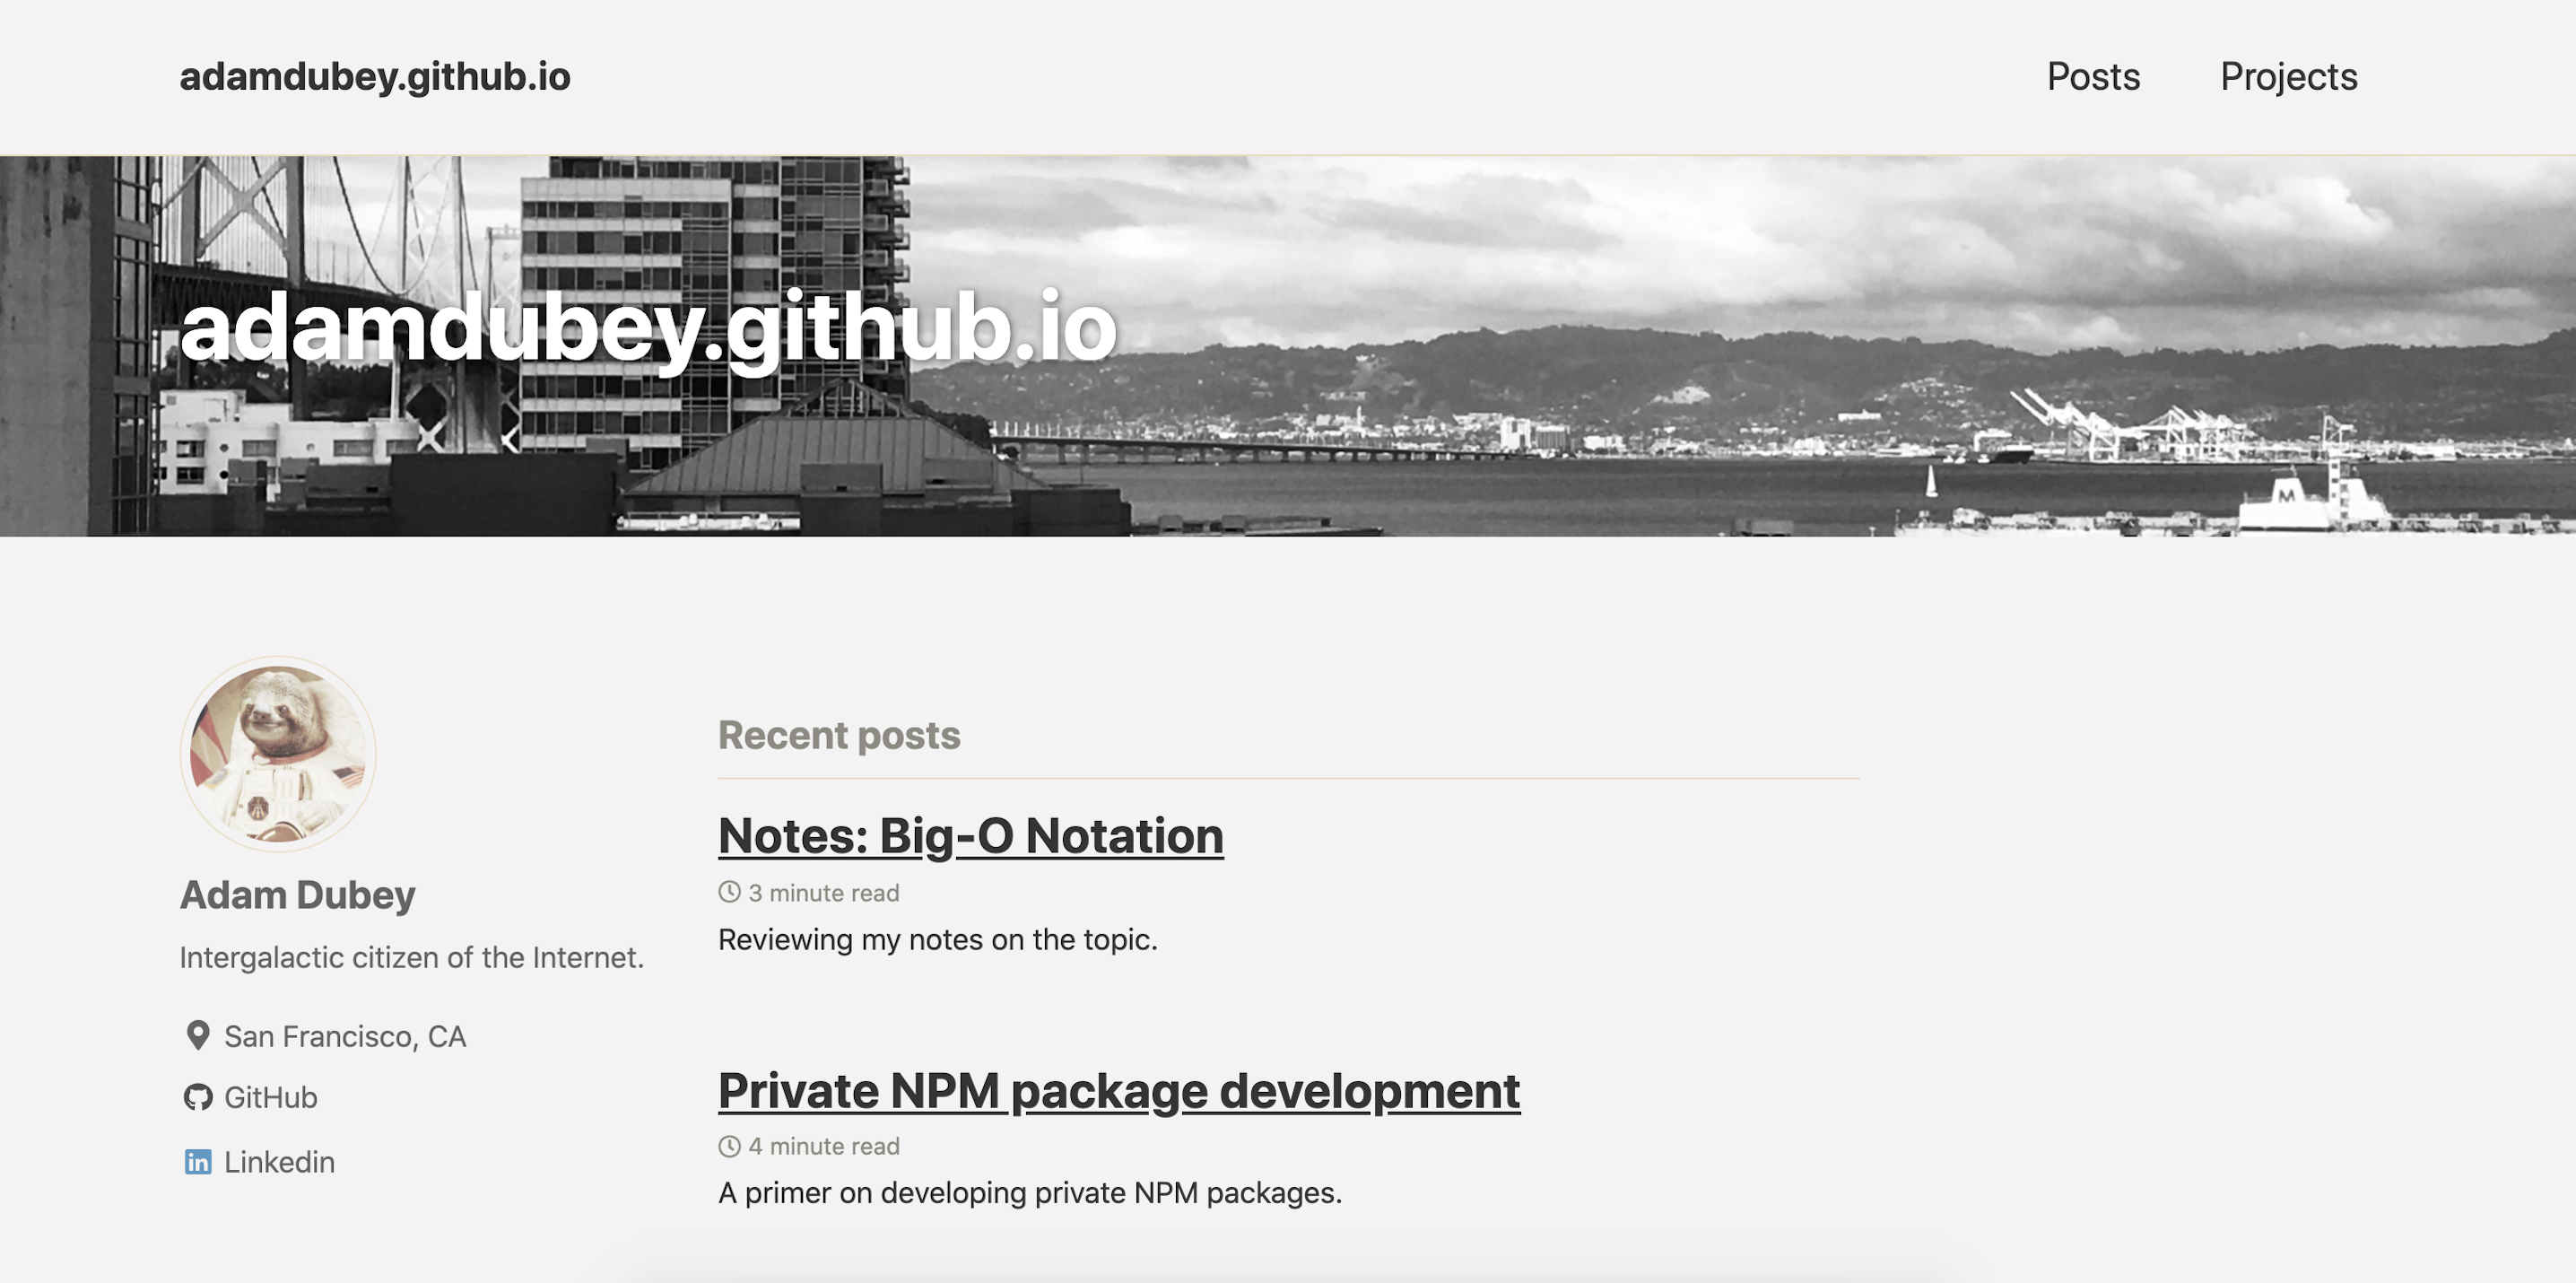 adamdubey.github.io
Posts Projects
adamdubey.github.io
M
Adam Dubey
Intergalactic citizen of the Internet.
San Francisco, CA
GitHub
in Linkedin
Recent posts
Notes: Big-O Notation
3 minute read
Reviewing my notes on the topic.
Private NPM package development
4 minute read
A primer on developing private NPM packages.